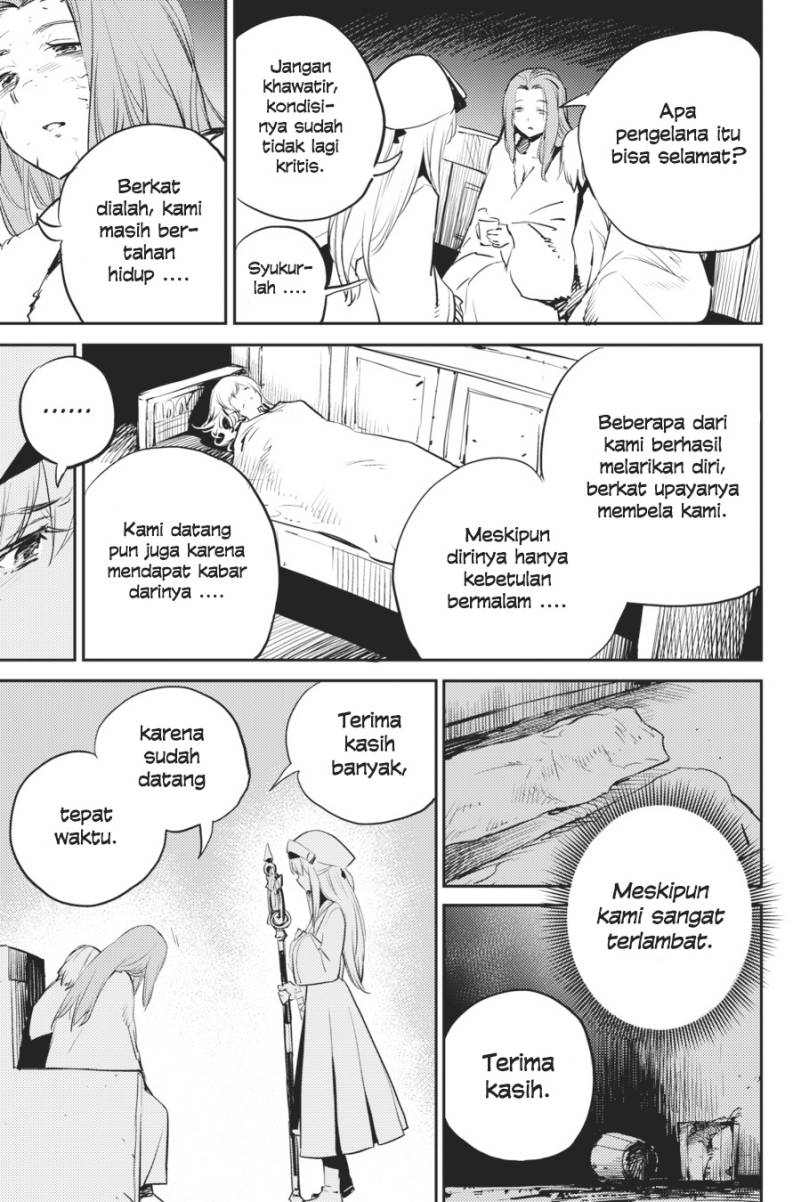 Apa
pengelana itu
bisa selamat?
Jangan
khawatir,
kondisi-
nya sudah
tidak lagi
kritis.
Syukur-
lah ....
Berkat
dialah, kami
masih ber-
tahan
hidup ....
Beberapa dari
kami berhasil
melarikan diri,
berkat upayanya
membela kami.
Meskipun
dirinya hanya
kebetulan
bermalam ....
Kami datang
pun juga karena
mendapat kabar
darinya ....
......
Meskipun
kami sangat
terlambat.
Terima
kasih.
Terima
kasih
banyak,
karena
sudah
datang
tepat
waktu.